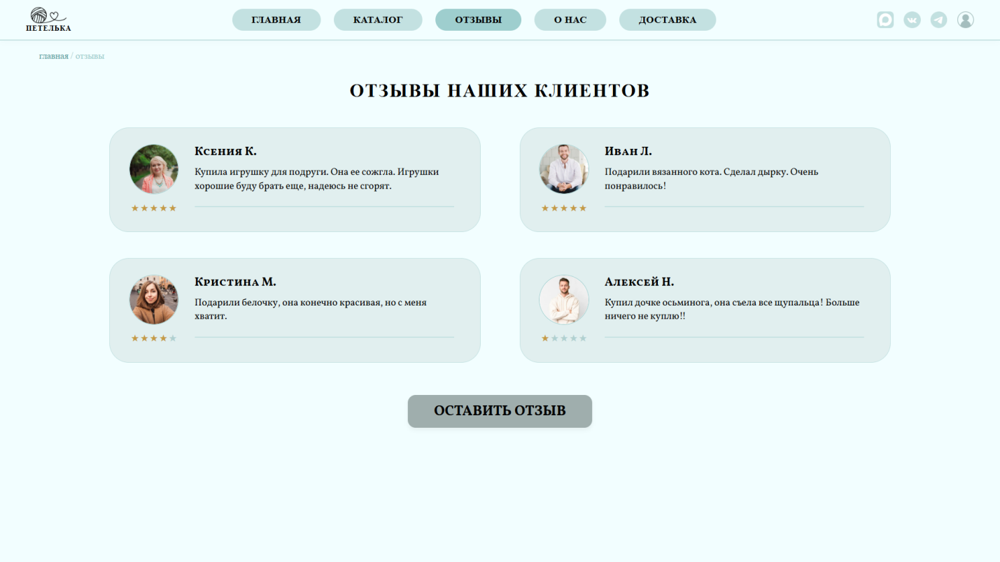 ПЕТЕЛЬКА
ГЛАВНАЯ
КАТАЛОГ
ОТЗЫВЫ
О НАС
ДОСТАВКА
главная / отзывы
ОТЗЫВЫ НАШИХ КЛИЕНТОВ
Ксения К.
Купила игрушку для подруги. Она ее сожгла. Игрушки
хорошие буду брать еще, надеюсь не сгорят.
Иван Л.
Подарили вязанного кота. Сделал дырку. Очень
понравилось!
Кристина М.
Подарили белочку, она конечно красивая, но с меня
хватит.
Алексей Н.
Купил дочке осьминога, она съела все щупальца! Больше
ничего не куплю!!
ОСТАВИТЬ ОТЗЫВ